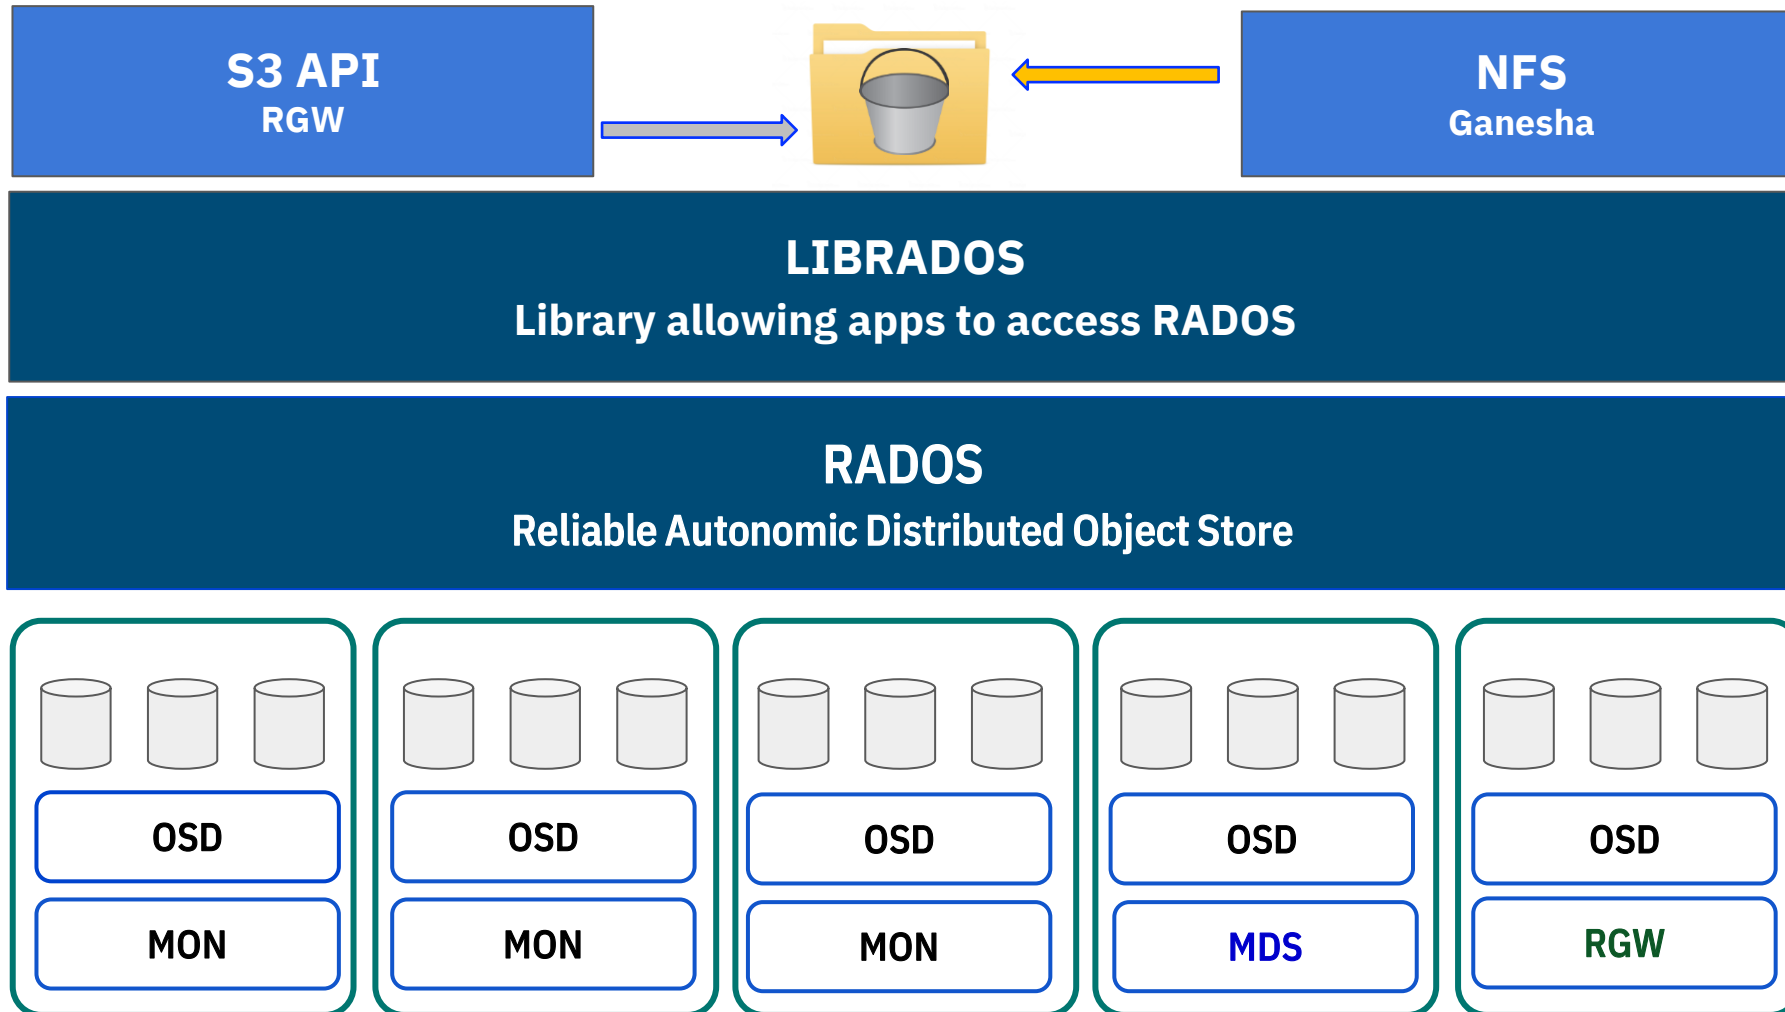 S3 API
RGW
NFS
Ganesha
LIBRADOS
Library allowing apps to access RADOS
RADOS
Reliable Autonomic Distributed Object Store
OSD
MON
OSD
MON
OSD
MON
OSD
MDS
OSD
RGW